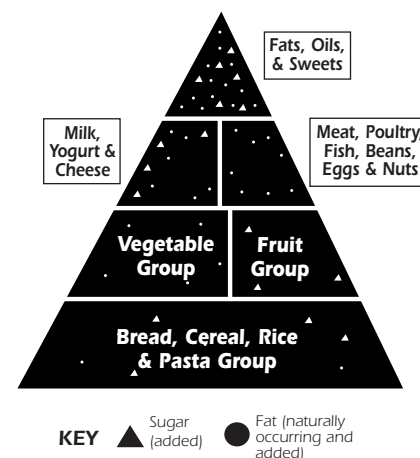 Fats, Oils,
& Sweets
Milk,
Yogurt &
Cheese
Meat, Poultry,
Fish, Beans,
Eggs & Nuts
Vegetable
Group
Fruit
Group
Bread, Cereal, Rice
& Pasta Group
KEY
Sugar
(added)
Fat (naturally
occurring and
added)